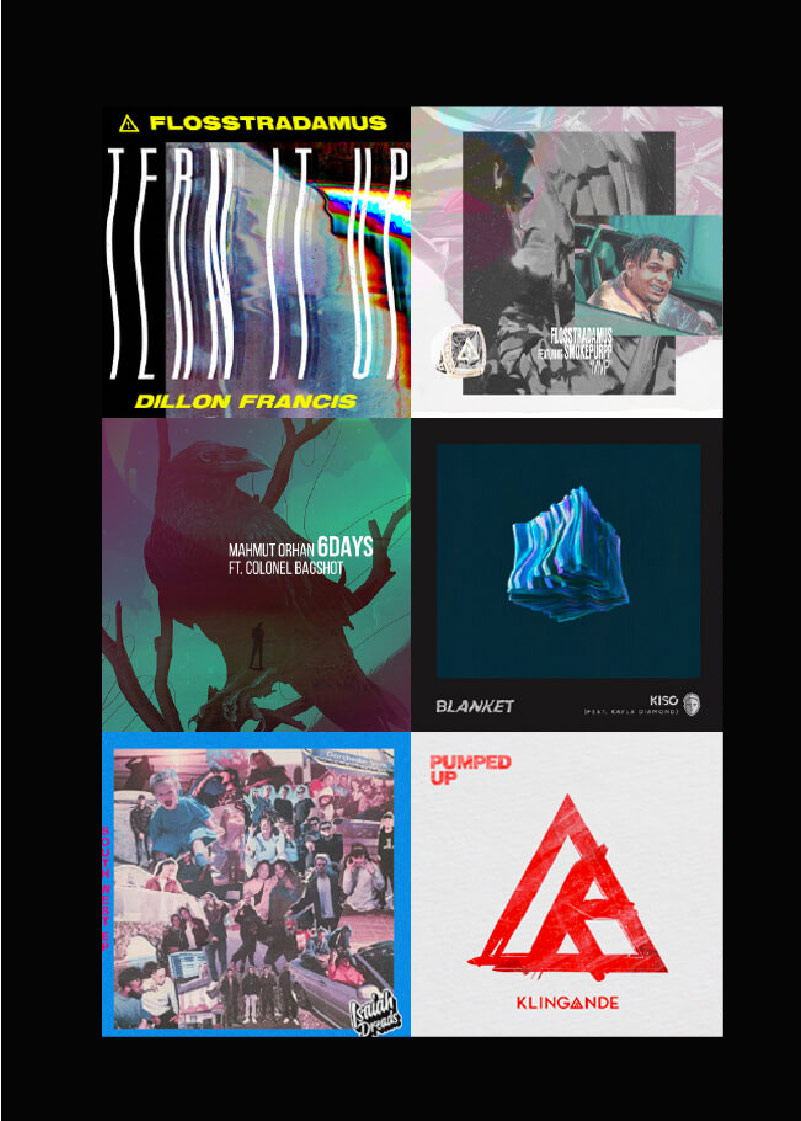 FLOSSTRADAMUS
TERN IT UP
DILLON FRANCIS
FLOSSTRADAMUS
FEATURING SMOKEPURPP
MAHMUT ORHAN 6DAYS
FT. COLONEL BAGSHOT
BLANKET
KISO
(FEAT. KAYLA DIAMOND)
SOUTH WEST EP
Isaiah
Dreads
PUMPED
UP
KLINGANDE